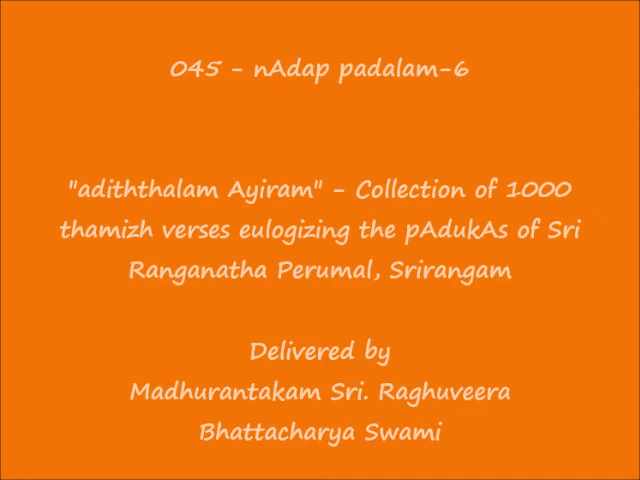 045 - nAdap padalam-6
"adiththalam Ayiram" - Collection of 1000
thamizh verses eulogizing the pAdukAs of Sri
Ranganatha Perumal, Srirangam
Delivered by
Madhurantakam Sri. Raghuveera
Bhattacharya Swami